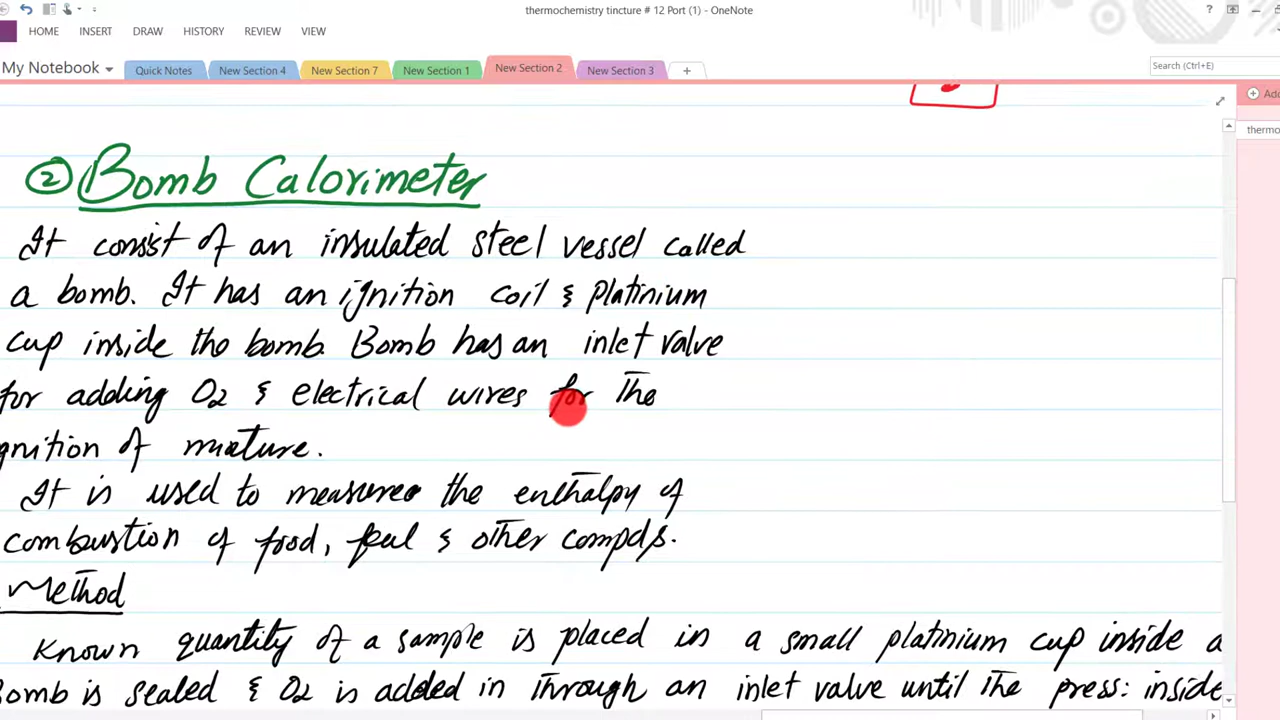 thermochemistry tincture # 12 Port (1) - OneNote
HOME INSERT DRAW HISTORY REVIEW VIEW
My Notebook Quick Notes New Section 4 New Section 7 New Section 1 New Section 2 New Section 3 + Search (Ctrl+E)
Add
thermoc
② Bomb Calorimeter
It consist of an insulated steel vessel called
a bomb. It has an ignition coil & platinium
cup inside the bomb. Bomb has an inlet valve
for adding O2 & electrical wires for the
gnition of mixture.
It is used to measure the enthalpy of
combustion of food, feul & other compds.
Method
Known quantity of a sample is placed in a small platinium cup inside a
Bomb is sealed & O2 is added in through an inlet valve until the press: inside